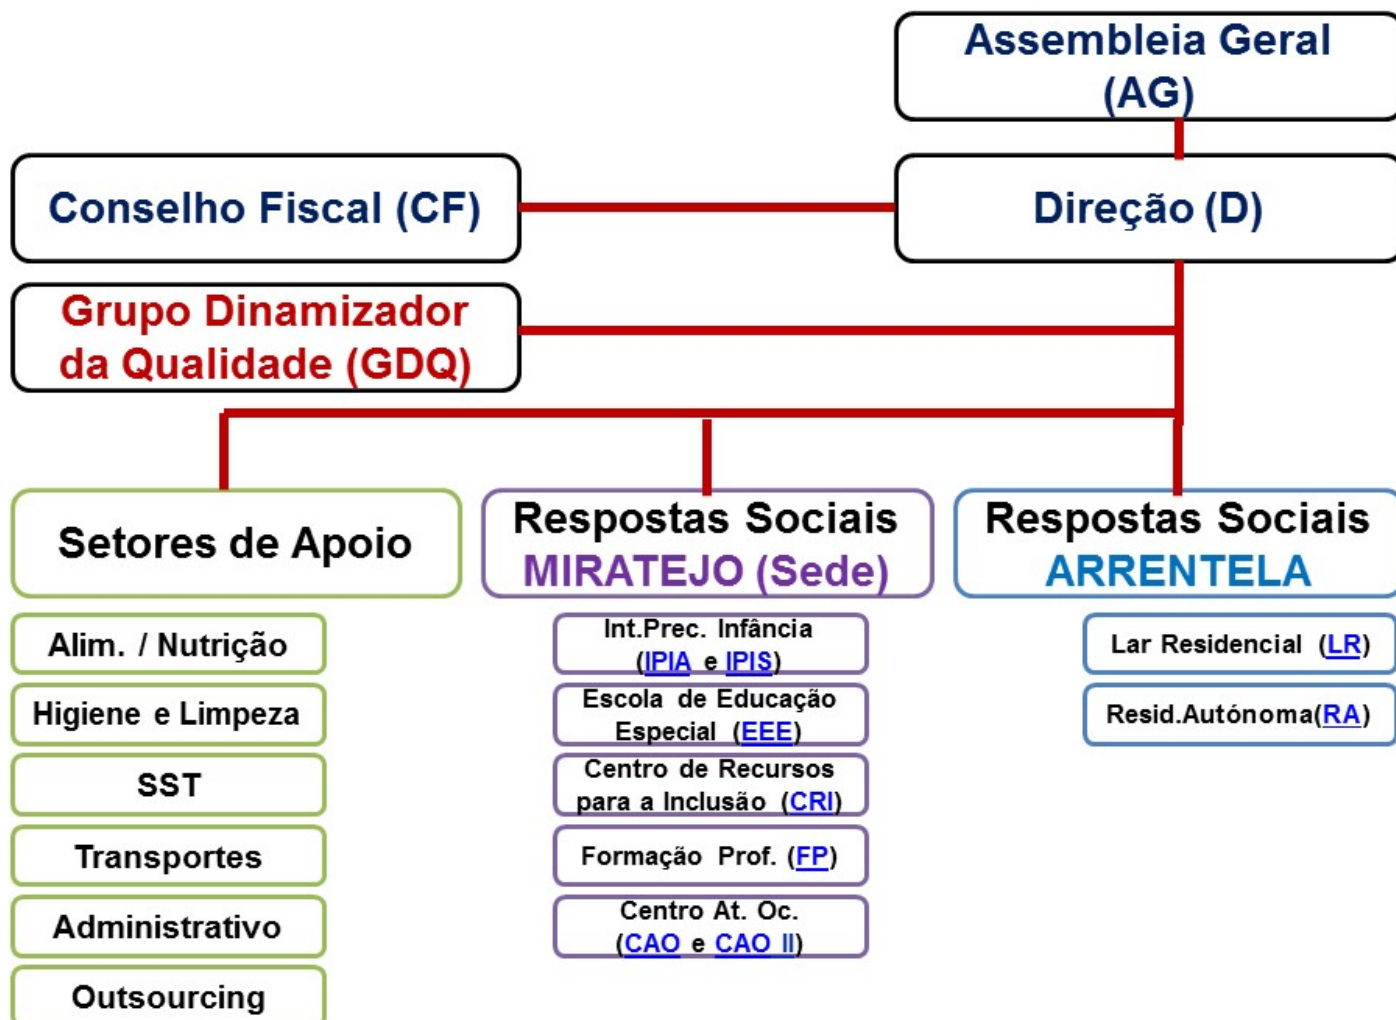 Assembleia Geral
(AG)
Conselho Fiscal (CF)
Direção (D)
Grupo Dinamizador
da Qualidade (GDQ)
Setores de Apoio
Alim. / Nutrição
Higiene e Limpeza
SST
Transportes
Administrativo
Outsourcing
Respostas Sociais
MIRATEJO (Sede)
Int.Prec. Infância
(IPIA e IPIS)
Escola de Educação
Especial (EEE)
Centro de Recursos
para a Inclusão (CRI)
Formação Prof. (FP)
Centro At. Oc.
(CAO e CAO II)
Respostas Sociais
ARRENTELA
Lar Residencial (LR)
Resid.Autónoma(RA)